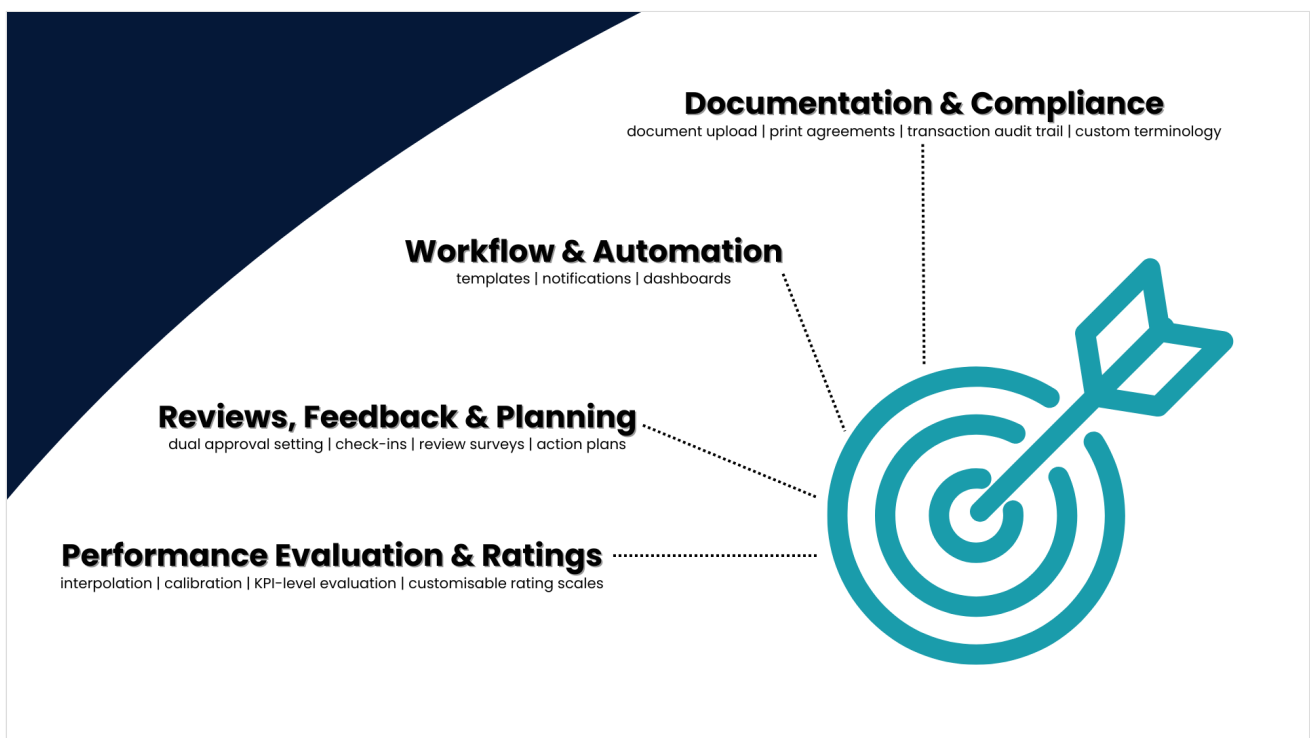 Documentation & Compliance
document upload | print agreements | transaction audit trail | custom terminology
Workflow & Automation
templates | notifications | dashboards
Reviews, Feedback & Planning
dual approval setting | check-ins | review surveys | action plans
Performance Evaluation & Ratings
interpolation | calibration | KPI-level evaluation | customisable rating scales